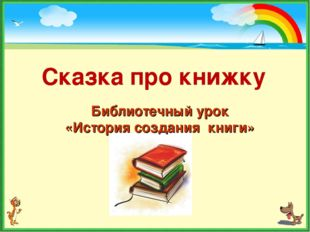 Сказка про книжку
Библиотечный урок
«История создания книги»